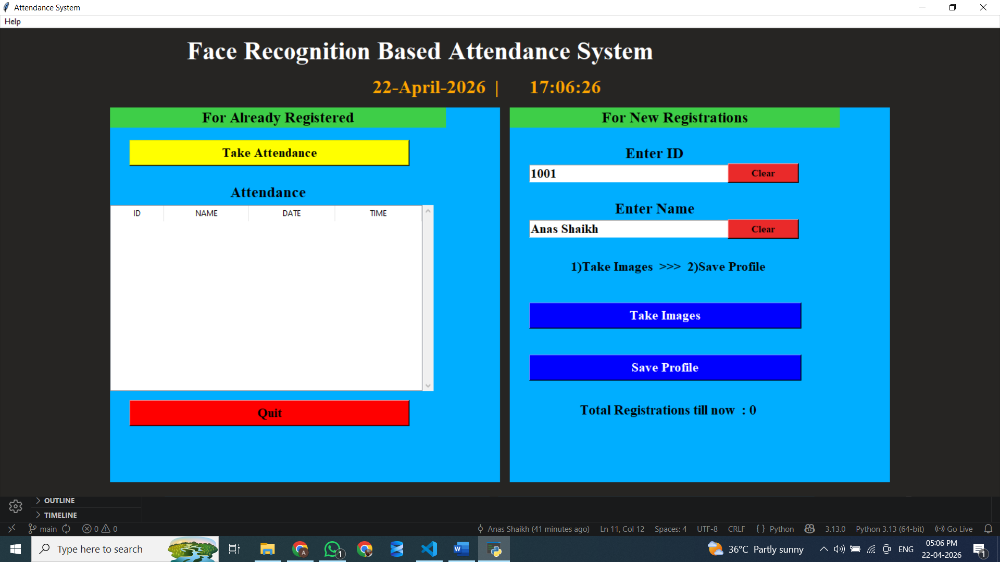 Attendance System
Help
Face Recognition Based Attendance System
22-April-2026 | 17:06:26
For Already Registered
Take Attendance
Attendance
ID NAME DATE TIME
Quit
For New Registrations
Enter ID
1001 Clear
Enter Name
Anas Shaikh Clear
1)Take Images >>> 2)Save Profile
Take Images
Save Profile
Total Registrations till now : 0
OUTLINE
TIMELINE
main 0 0 Anas Shaikh (41 minutes ago) Ln 11, Col 12 Spaces: 4 UTF-8 CRLF { } Python 3.13.0 Python 3.13 (64-bit) Go Live
Type here to search A 1 W 36°C Partly sunny ENG 05:06 PM
22-04-2026 1